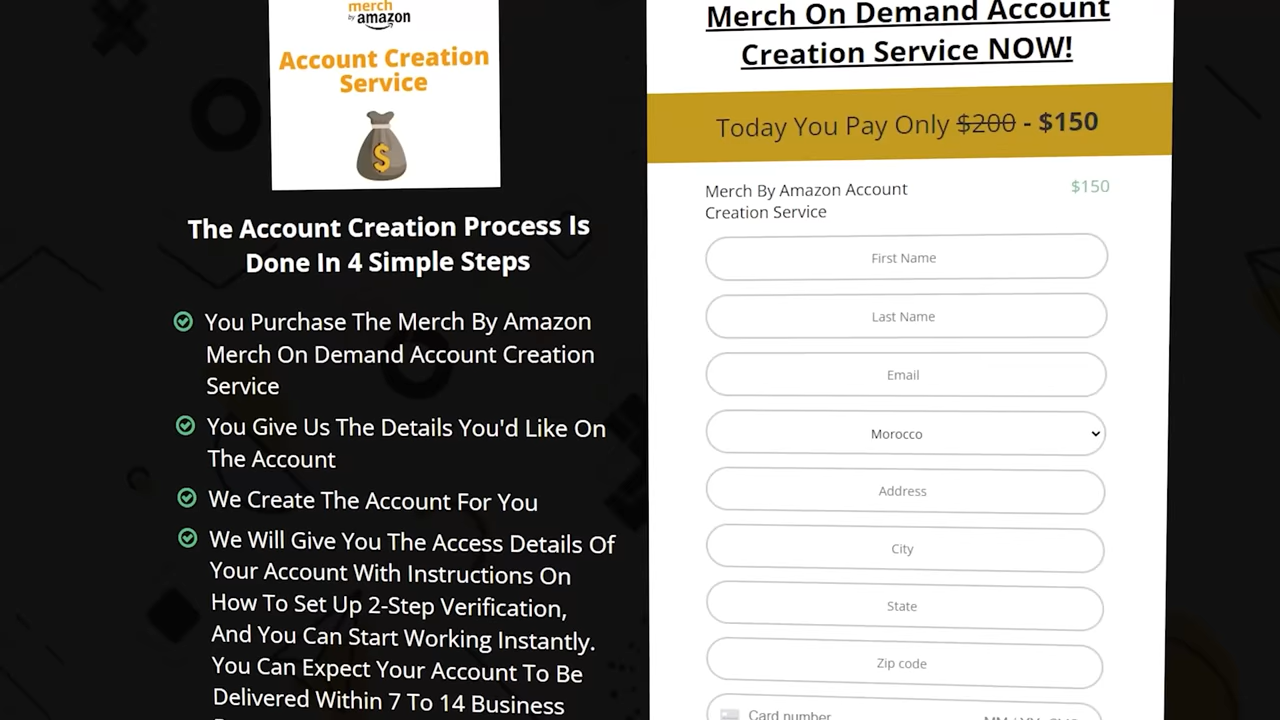 merch
by amazon
Account Creation
Service
$
The Account Creation Process Is
Done In 4 Simple Steps
You Purchase The Merch By Amazon
Merch On Demand Account Creation
Service
You Give Us The Details You'd Like On
The Account
We Create The Account For You
We Will Give You The Access Details Of
Your Account With Instructions On
How To Set Up 2-Step Verification,
And You Can Start Working Instantly.
You Can Expect Your Account To Be
Delivered Within 7 To 14 Business
Merch On Demand Account
Creation Service NOW!
Today You Pay Only $200 - $150
Merch By Amazon Account
Creation Service
$150
First Name
Last Name
Email
Morocco
Address
City
State
Zip code
Card number